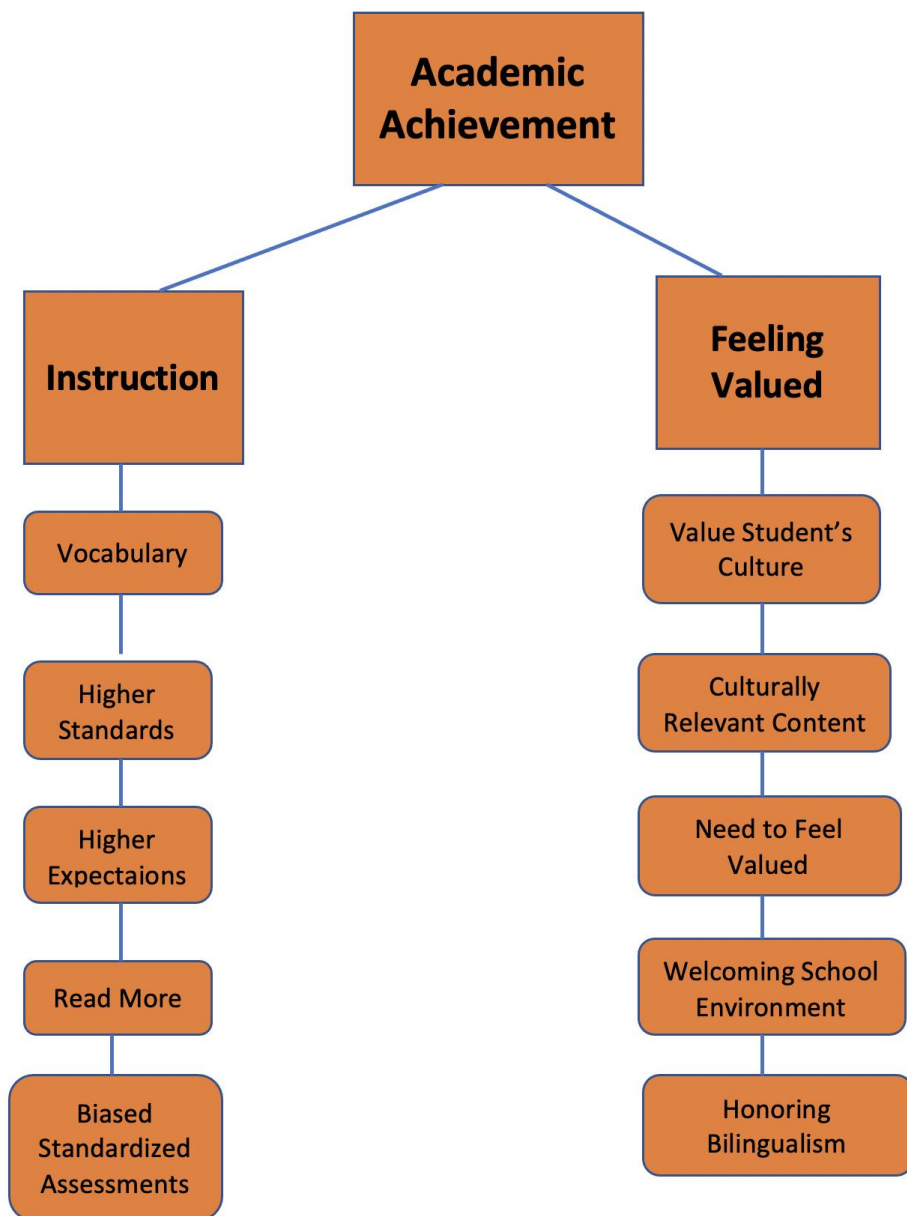 Academic
Achievement
Instruction
Vocabulary
Higher
Standards
Higher
Expectaions
Read More
Biased
Standardized
Assessments
Feeling
Valued
Value Student’s
Culture
Culturally
Relevant Content
Need to Feel
Valued
Welcoming School
Environment
Honoring
Bilingualism